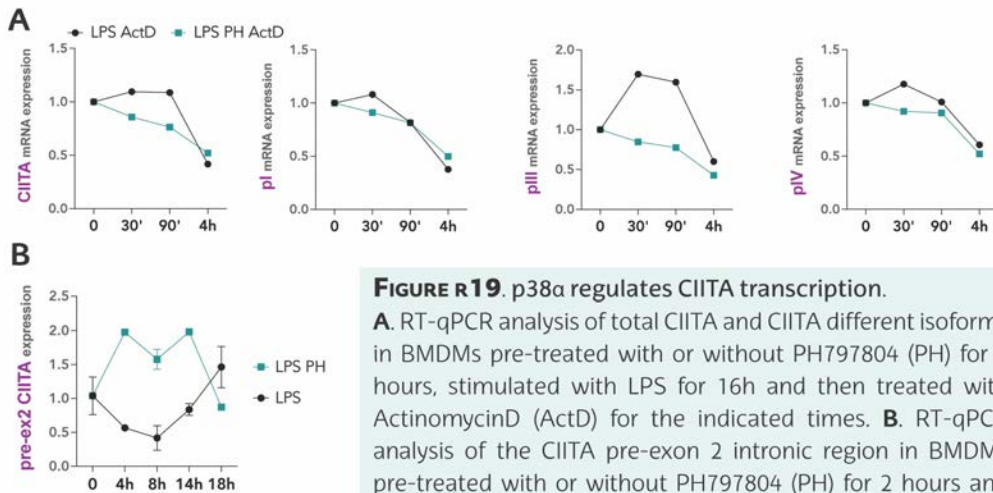 A
LPS ActD LPS PH ActD
CIITA mRNA expression
1.5
1.0
0.5
0.0
0 30' 90' 4h
pI mRNA expression
1.5
1.0
0.5
0.0
0 30' 90' 4h
pIII mRNA expression
2.0
1.5
1.0
0.5
0.0
0 30' 90' 4h
pIV mRNA expression
1.5
1.0
0.5
0.0
0 30' 90' 4h
B
pre-ex2 CIITA expression
2.5
2.0
1.5
1.0
0.5
0.0
0 4h 8h 14h 18h
LPS PH
LPS
FIGURE R19. p38α regulates CIITA transcription.
A. RT-qPCR analysis of total CIITA and CIITA different isoform
in BMDMs pre-treated with or without PH797804 (PH) for
hours, stimulated with LPS for 16h and then treated wit
ActinomycinD (ActD) for the indicated times. B. RT-qPC
analysis of the CIITA pre-exon 2 intronic region in BMDM
pre-treated with or without PH797804 (PH) for 2 hours an